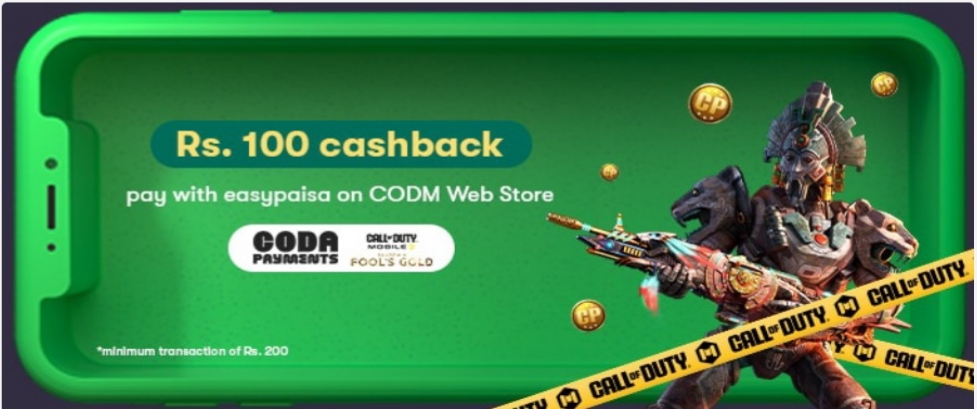 Rs. 100 cashback
pay with easypaisa on CODM Web Store
CODA
PAYMENTS
CALL OF DUTY
MOBILE
FOOL'S GOLD
*minimum transaction of Rs. 200
CP
CP
CP
CP
CALL OF DUTY
CALL OF DUTY
CALL OF DUTY
CALL OF DUTY